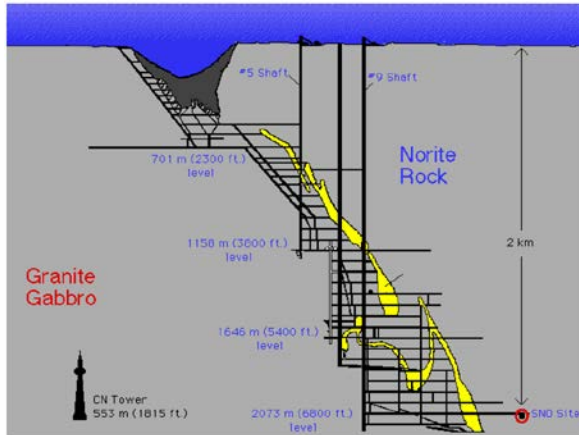 #5 Shaft
#9 Shaft
701 m (2300 ft.)
level
Norite
Rock
2 km
1158 m (3800 ft.)
level
Granite
Gabbro
1646 m (5400 ft.)
level
CN Tower
553 m (1815 ft.)
2073 m (6800 ft.)
level
SNO Site